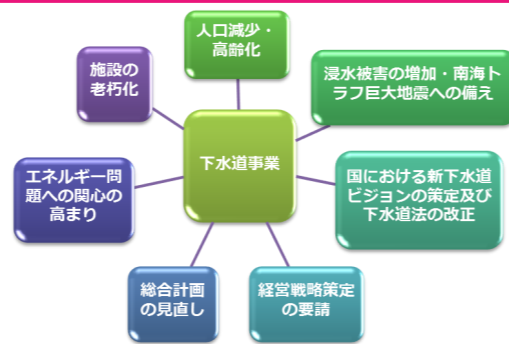 人口減少・
高齢化
施設の
老朽化
浸水被害の増加・南海ト
ラフ巨大地震への備え
下水道事業
エネルギー問
題への関心の
高まり
国における新下水道
ビジョンの策定及び
下水道法の改正
総合計画
の見直し
経営戦略策定
の要請